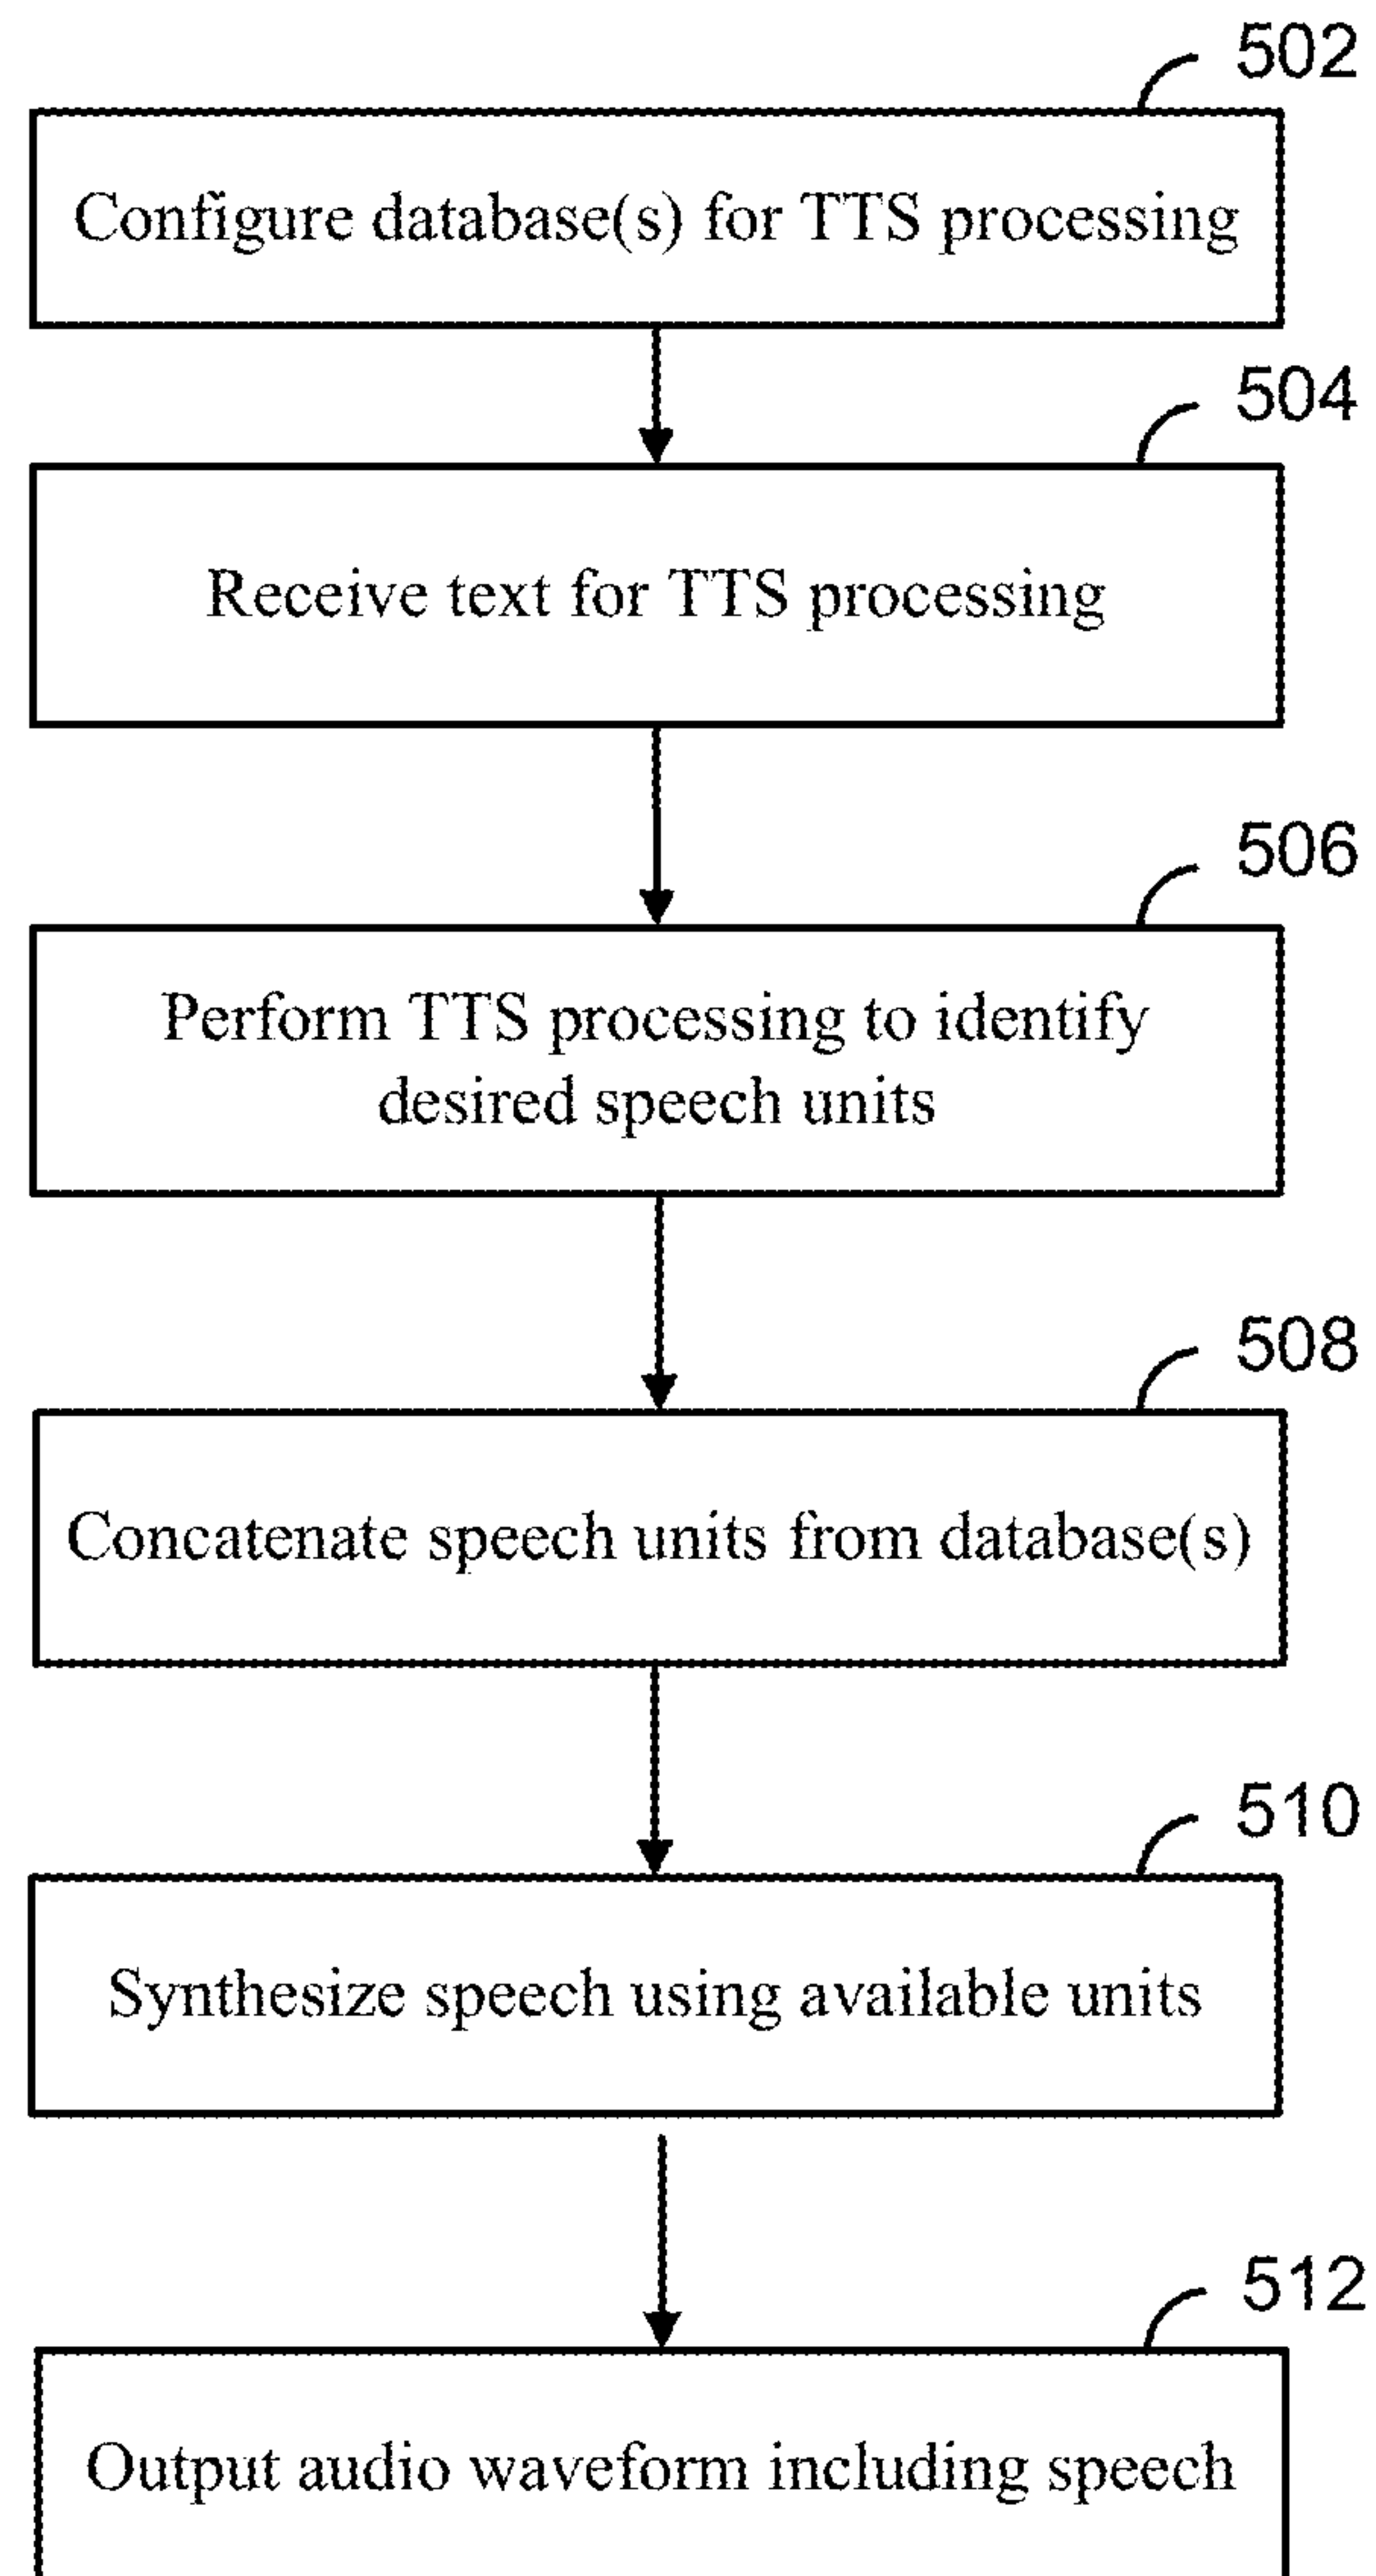 502
Configure database(s) for TTS processing
504
Receive text for TTS processing
506
Perform TTS processing to identify
desired speech units
508
Concatenate speech units from database(s)
510
Synthesize speech using available units
512
Output audio waveform including speech